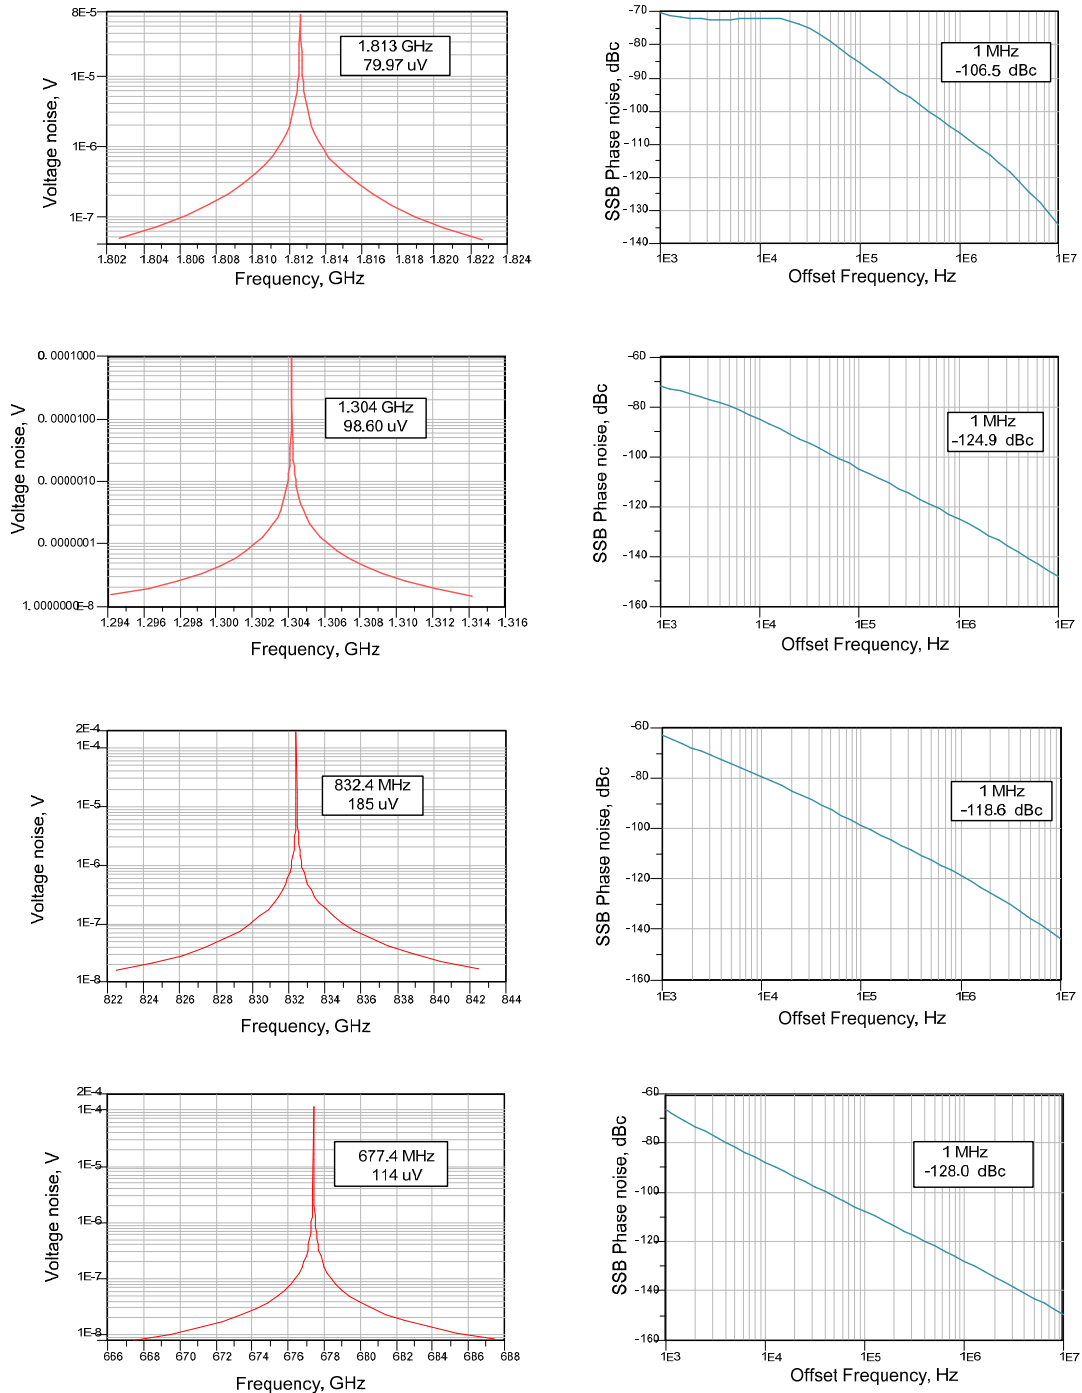 8E-5
1E-5
1E-6
1E-7
Voltage noise, V
1.813 GHz
79.97 uV
1.802 1.804 1.806 1.808 1.810 1.812 1.814 1.816 1.818 1.820 1.822 1.824
Frequency, GHz
-70
-80
-90
-100
-110
-120
-130
-140
SSB Phase noise, dBc
1 MHz
-106.5 dBc
1E3 1E4 1E5 1E6 1E7
Offset Frequency, Hz
0.0001000
0.0000100
0.0000010
0.0000001
1.0000000E-8
Voltage noise, V
1.304 GHz
98.60 uV
1.294 1.296 1.298 1.300 1.302 1.304 1.306 1.308 1.310 1.312 1.314 1.316
Frequency, GHz
-60
-80
-100
-120
-140
-160
SSB Phase noise, dBc
1 MHz
-124.9 dBc
1E3 1E4 1E5 1E6 1E7
Offset Frequency, Hz
2E-4
1E-4
1E-5
1E-6
1E-7
1E-8
Voltage noise, V
832.4 MHz
185 uV
822 824 826 828 830 832 834 836 838 840 842 844
Frequency, GHz
-60
-80
-100
-120
-140
-160
SSB Phase noise, dBc
1 MHz
-118.6 dBc
1E3 1E4 1E5 1E6 1E7
Offset Frequency, Hz
2E-4
1E-4
1E-5
1E-6
1E-7
1E-8
Voltage noise, V
677.4 MHz
114 uV
666 668 670 672 674 676 678 680 682 684 686 688
Frequency, GHz
-60
-80
-100
-120
-140
-160
SSB Phase noise, dBc
1 MHz
-128.0 dBc
1E3 1E4 1E5 1E6 1E7
Offset Frequency, Hz